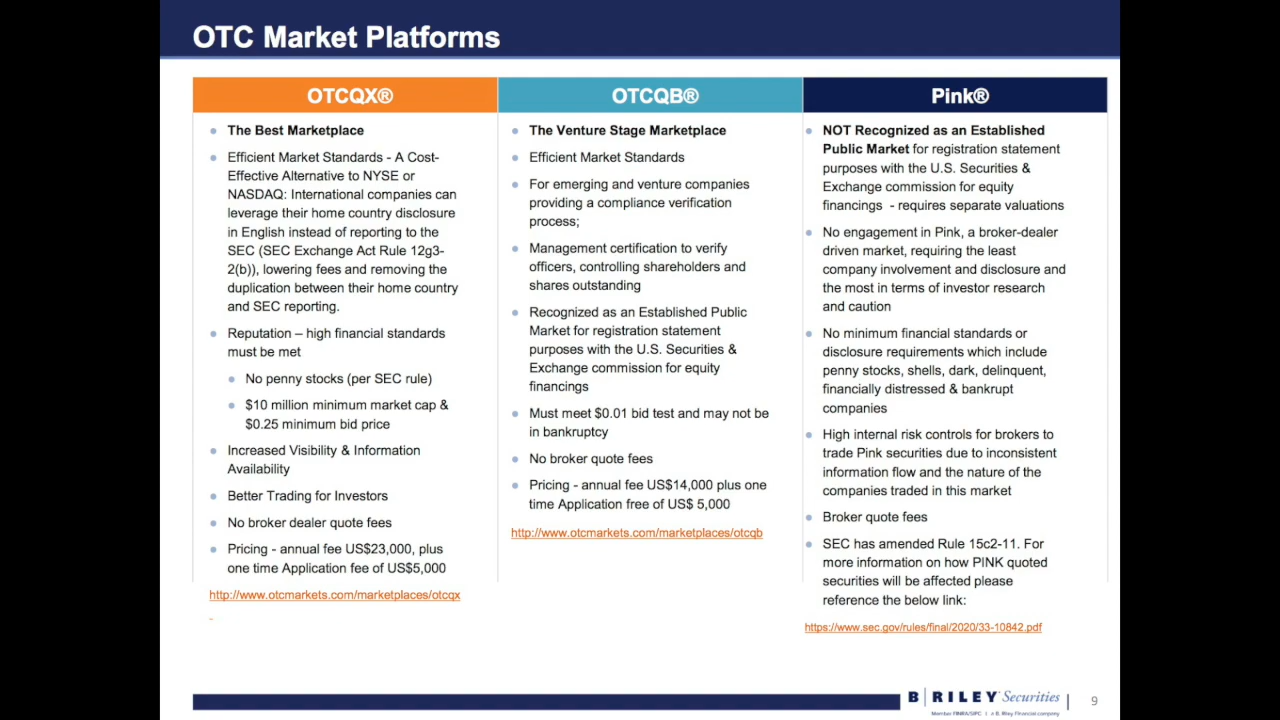 OTC Market Platforms
OTCQX®
The Best Marketplace
Efficient Market Standards - A Cost-
Effective Alternative to NYSE or
NASDAQ: International companies can
leverage their home country disclosure
in English instead of reporting to the
SEC (SEC Exchange Act Rule 12g3-
2(b)), lowering fees and removing the
duplication between their home country
and SEC reporting.
Reputation – high financial standards
must be met
No penny stocks (per SEC rule)
$10 million minimum market cap &
$0.25 minimum bid price
Increased Visibility & Information
Availability
Better Trading for Investors
No broker dealer quote fees
Pricing - annual fee US$23,000, plus
one time Application fee of US$5,000
http://www.otcmarkets.com/marketplaces/otcqx
OTCQB®
The Venture Stage Marketplace
Efficient Market Standards
For emerging and venture companies
providing a compliance verification
process;
Management certification to verify
officers, controlling shareholders and
shares outstanding
Recognized as an Established Public
Market for registration statement
purposes with the U.S. Securities &
Exchange commission for equity
financings
Must meet $0.01 bid test and may not be
in bankruptcy
No broker quote fees
Pricing - annual fee US$14,000 plus one
time Application free of US$ 5,000
http://www.otcmarkets.com/marketplaces/otcqb
Pink®
NOT Recognized as an Established
Public Market for registration statement
purposes with the U.S. Securities &
Exchange commission for equity
financings - requires separate valuations
No engagement in Pink, a broker-dealer
driven market, requiring the least
company involvement and disclosure and
the most in terms of investor research
and caution
No minimum financial standards or
disclosure requirements which include
penny stocks, shells, dark, delinquent,
financially distressed & bankrupt
companies
High internal risk controls for brokers to
trade Pink securities due to inconsistent
information flow and the nature of the
companies traded in this market
Broker quote fees
SEC has amended Rule 15c2-11. For
more information on how PINK quoted
securities will be affected please
reference the below link:
https://www.sec.gov/rules/final/2020/33-10842.pdf
B RILEY Securities
Member FINRA/SIPC | A B. Riley Financial company
9